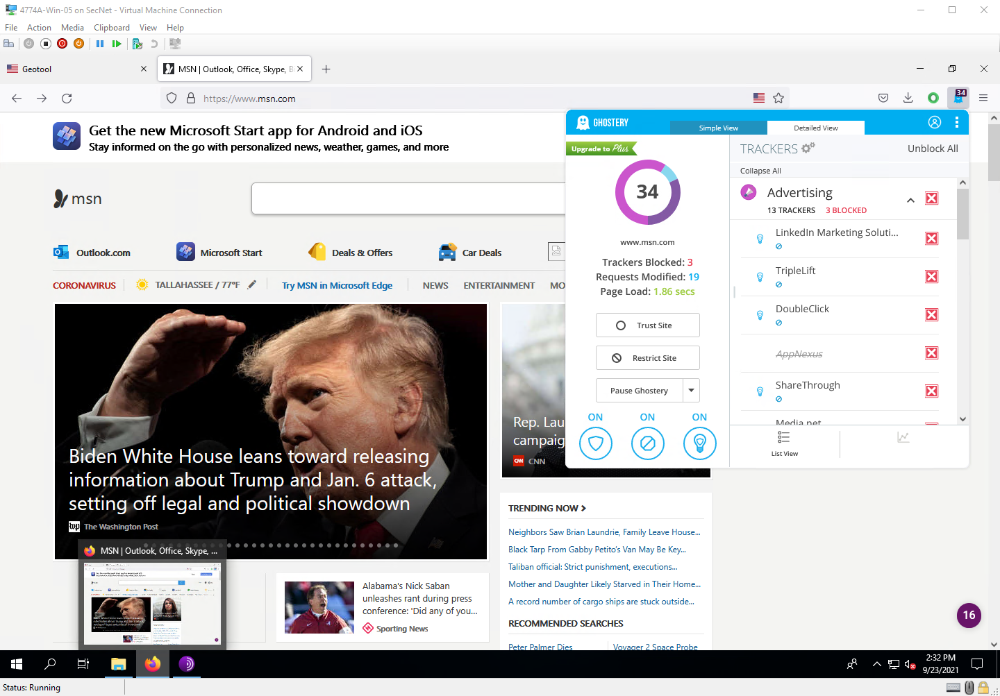 4774A-Win-05 on SecNet - Virtual Machine Connection
File Action Media Clipboard View Help
Geotool
MSN | Outlook, Office, Skype, B
https://www.msn.com
34
Get the new Microsoft Start app for Android and iOS
Stay informed on the go with personalized news, weather, games, and more
msn
Outlook.com
Microsoft Start
Deals & Offers
Car Deals
CORONAVIRUS
TALLAHASSEE / 77°F
Try MSN in Microsoft Edge
NEWS
ENTERTAINMENT
MO
Biden White House leans toward releasing
information about Trump and Jan. 6 attack,
setting off legal and political showdown
wp The Washington Post
Rep. Lau
campaig
CNN CNN
GHOSTERY
Simple View
Detailed View
Upgrade to Plus
34
www.msn.com
Trackers Blocked: 3
Requests Modified: 19
Page Load: 1.86 secs
Trust Site
Restrict Site
Pause Ghostery
ON ON ON
TRACKERS
Unblock All
Collapse All
Advertising
13 TRACKERS 3 BLOCKED
LinkedIn Marketing Soluti...
TripleLift
DoubleClick
AppNexus
ShareThrough
Media.net
List View
TRENDING NOW
Neighbors Saw Brian Laundrie, Family Leave House...
Black Tarp From Gabby Petito's Van May Be Key...
Taliban official: Strict punishment, executions...
Mother and Daughter Likely Starved in Their Home...
A record number of cargo ships are stuck outside...
RECOMMENDED SEARCHES
Peter Palmer Dies
Voyager 2 Space Probe
MSN | Outlook, Office, Skype, ...
Alabama's Nick Saban
unleashes rant during press
conference: 'Did any of you...
Sporting News
16
2:32 PM
9/23/2021
Status: Running